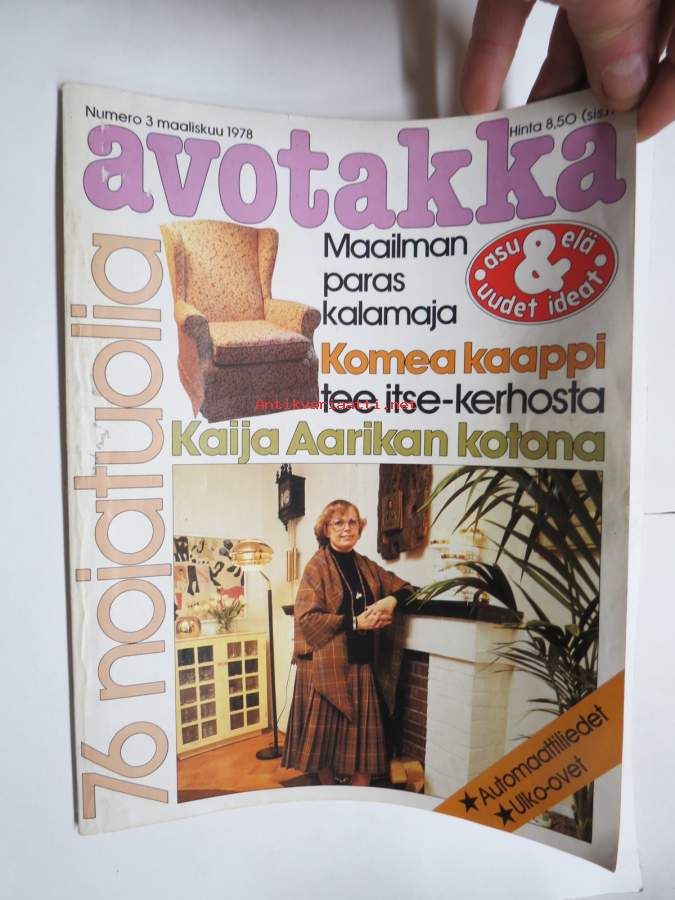 Numero 3 maaliskuu 1978
Hinta 8,50
avotakka
76 nojatuolia
Maailman
paras
kalamaja
asu & elä
uudet ideat
Komea kaappi
tee itse-kerhosta
Antikvariaatti.net
Kaija Aarikan kotona
★Automaattiliedet
★Ulko-ovet